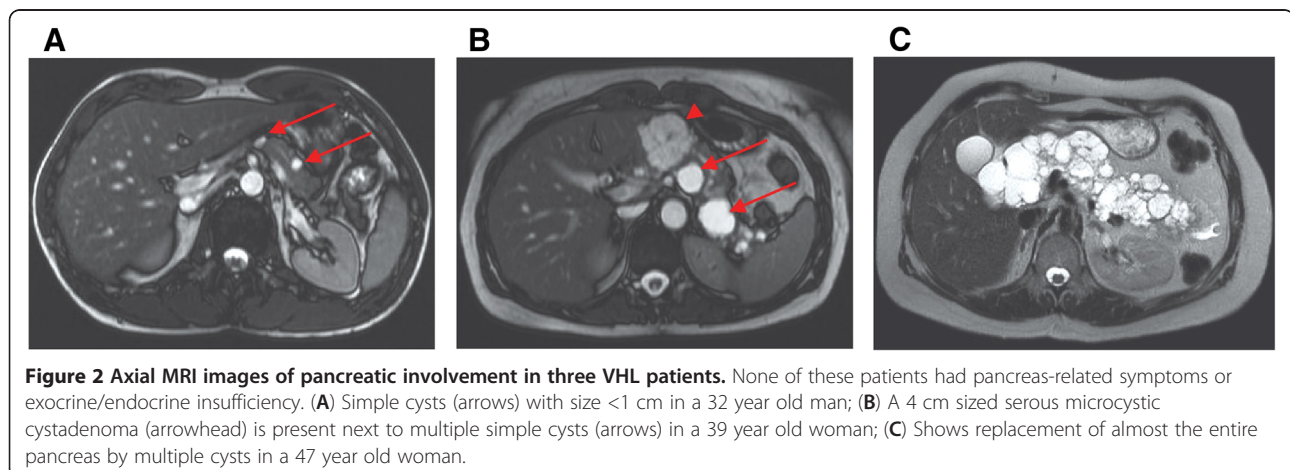 A
B
C
Figure 2 Axial MRI images of pancreatic involvement in three VHL patients. None of these patients had pancreas-related symptoms or
exocrine/endocrine insufficiency. (A) Simple cysts (arrows) with size <1 cm in a 32 year old man; (B) A 4 cm sized serous microcystic
cystadenoma (arrowhead) is present next to multiple simple cysts (arrows) in a 39 year old woman; (C) Shows replacement of almost the entire
pancreas by multiple cysts in a 47 year old woman.